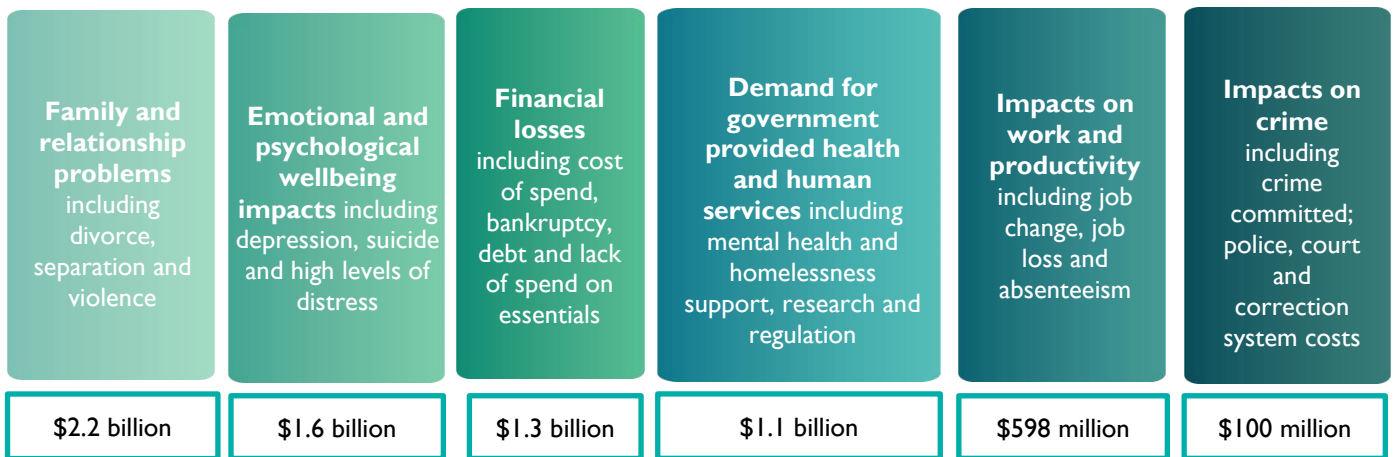 Family and
relationship
problems
including
divorce,
separation and
violence
$2.2 billion
Emotional and
psychological
wellbeing
impacts including
depression, suicide
and high levels of
distress
$1.6 billion
Financial
losses
including cost
of spend,
bankruptcy,
debt and lack
of spend on
essentials
$1.3 billion
Demand for
government
provided health
and human
services including
mental health and
homelessness
support, research and
regulation
$1.1 billion
Impacts on
work and
productivity
including job
change, job
loss and
absenteeism
$598 million
Impacts on
crime
including
crime
committed;
police, court
and
correction
system costs
$100 million